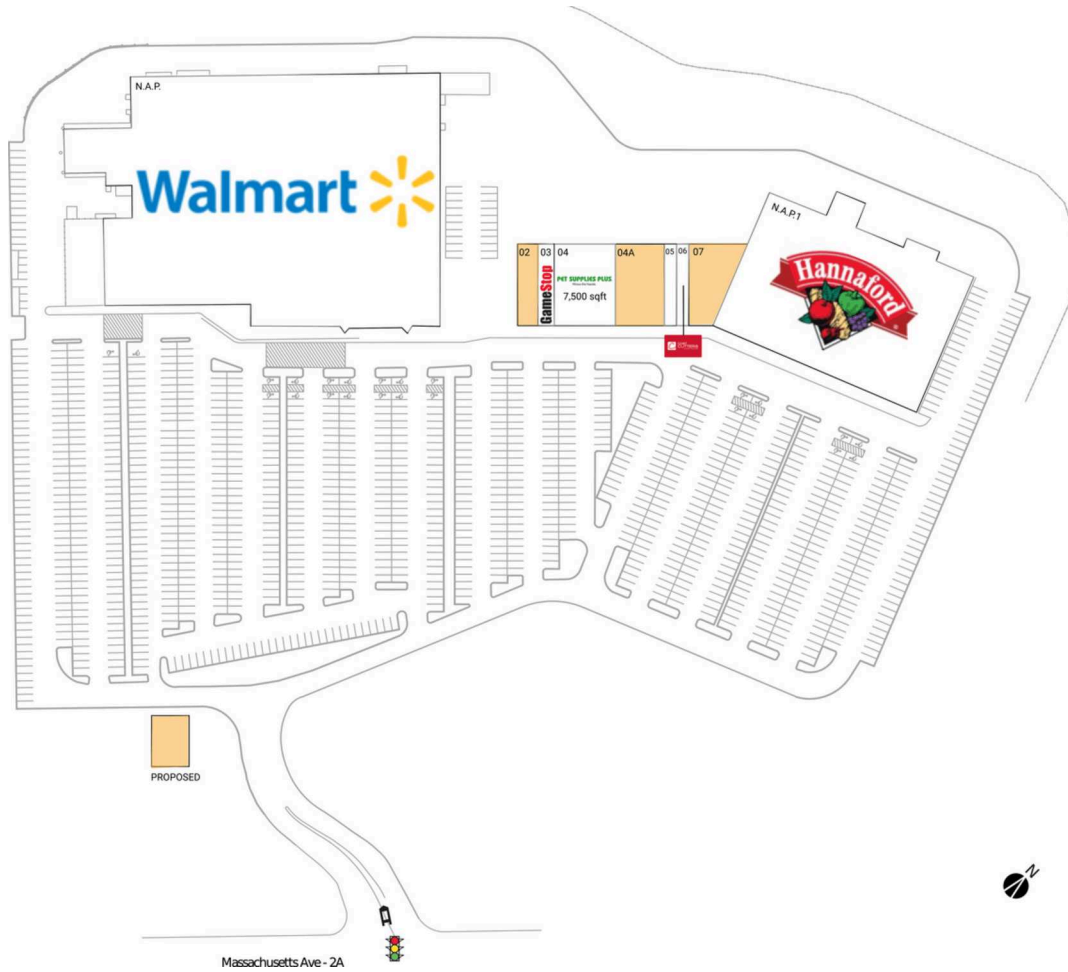 N.A.P.
Walmart
N.A.P.1
Hannaford
02 03 04 04A 05 06 07
GameStop
PET SUPPLIES PLUS
7,500 sqft
PROPOSED
N
Massachusetts Ave - 2A